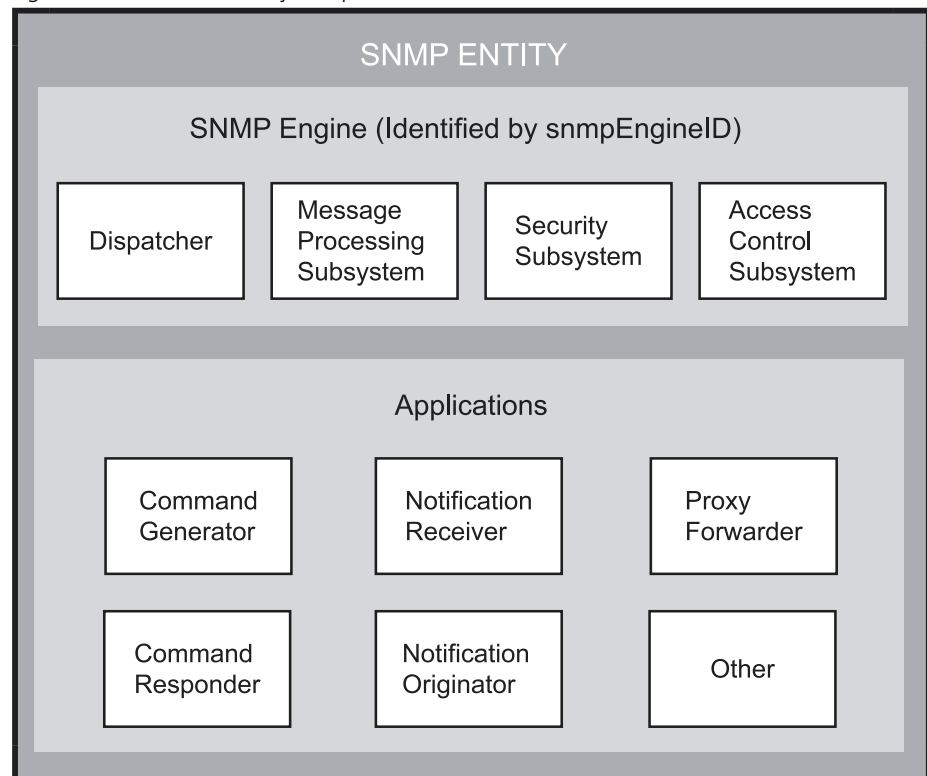 SNMP ENTITY
SNMP Engine (Identified by snmpEngineID)
Dispatcher
Message
Processing
Subsystem
Security
Subsystem
Access
Control
Subsystem
Applications
Command
Generator
Notification
Receiver
Proxy
Forwarder
Command
Responder
Notification
Originator
Other